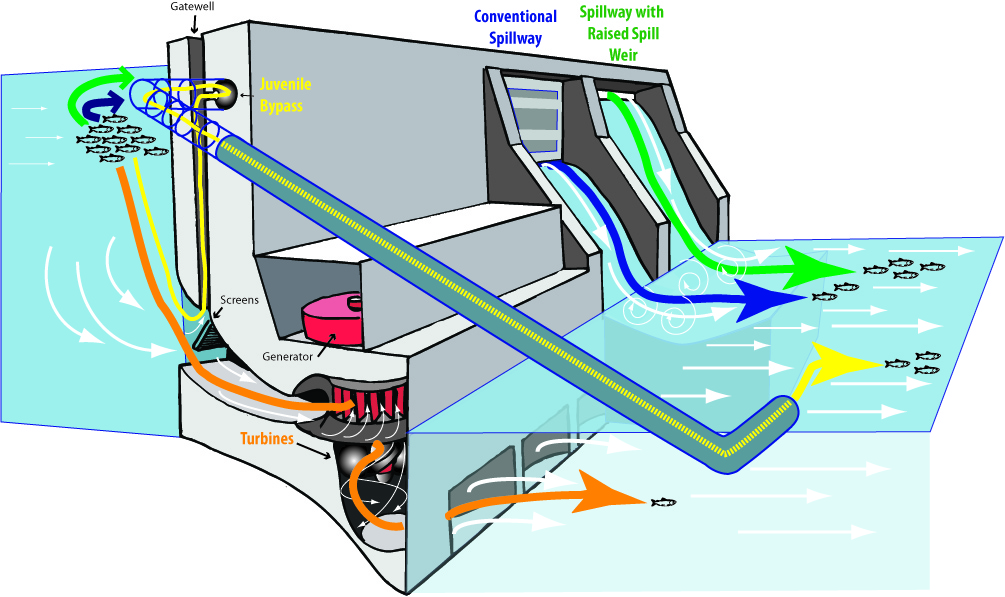 Gatewell
Conventional
Spillway
Spillway with
Raised Spill
Weir
Juvenile
Bypass
Screens
Generator
Turbines